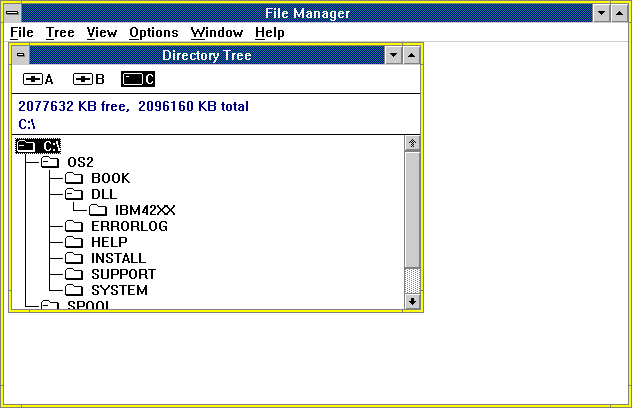 File Manager
File Tree View Options Window Help
Directory Tree
A B C
2077632 KB free, 2096160 KB total
C:\
C:\
OS2
BOOK
DLL
IBM42XX
ERRORLOG
HELP
INSTALL
SUPPORT
SYSTEM
SPOOL